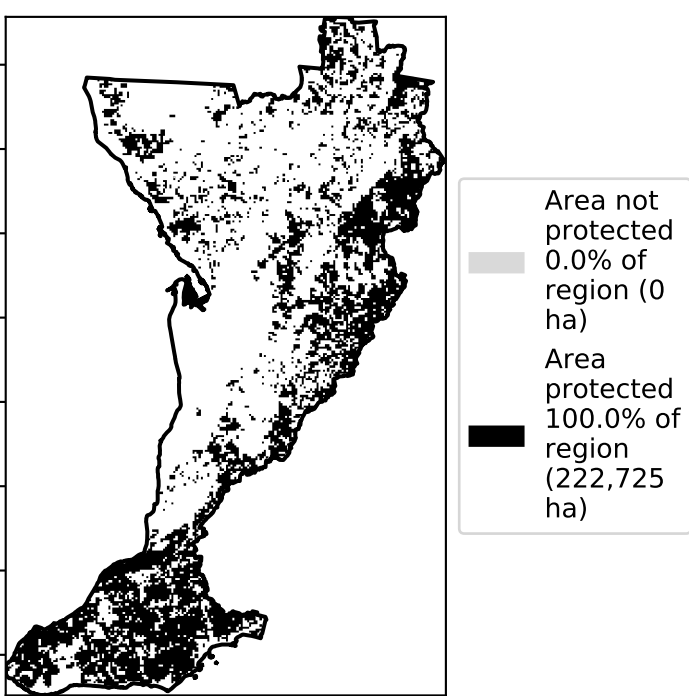 Area not
protected
0.0% of
region (0
ha)
Area
protected
100.0% of
region
(222,725
ha)